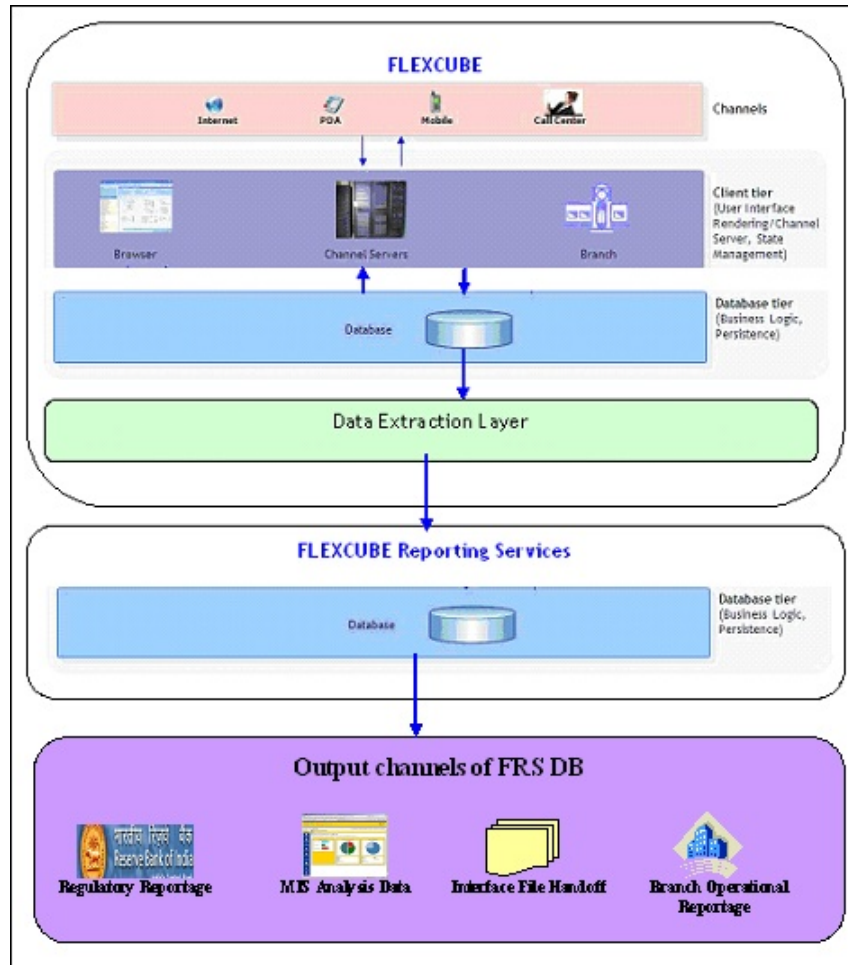 FLEXCUBE
Internet
PDA
Mobile
Call Center
Channels
Browser
Channel Servers
Branch
Client tier
(User Interface
Rendering/Channel
Server, State
Management)
Database
Database tier
(Business Logic,
Persistence)
Data Extraction Layer
FLEXCUBE Reporting Services
Database
Database tier
(Business Logic,
Persistence)
Output channels of FRS DB
भारतीय रिज़र्व बैंक
Reserve Bank of India
Regulatory Reportage
MIS Analysis Data
Interface File Handoff
Branch Operational
Reportage